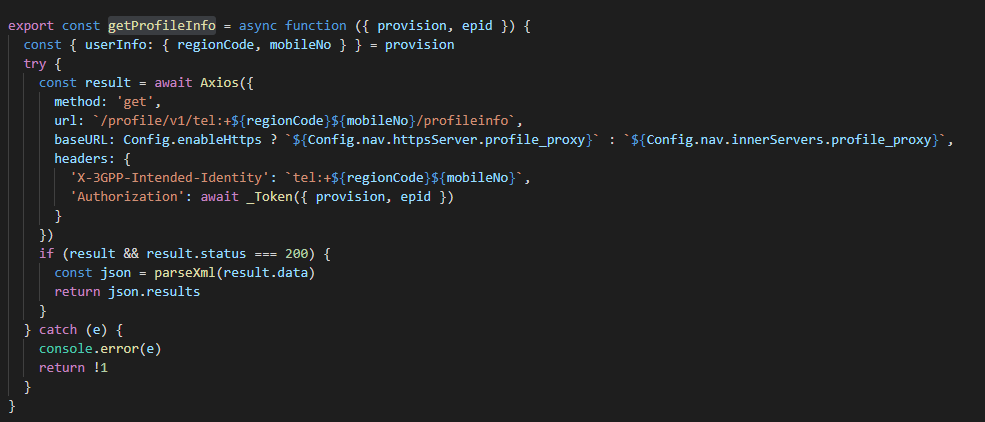 export const getProfileInfo = async function ({ provision, epid }) {
const { userInfo: { regionCode, mobileNo } } = provision
try {
const result = await Axios({
method: 'get',
url: `/profile/v1/tel:+${regionCode}${mobileNo}/profileinfo`,
baseURL: Config.enableHttps ? `${Config.nav.httpsServer.profile_proxy}` : `${Config.nav.innerServers.profile_proxy}`,
headers: {
'X-3GPP-Intended-Identity': `tel:+${regionCode}${mobileNo}`,
'Authorization': await _Token({ provision, epid })
}
})
if (result && result.status === 200) {
const json = parseXml(result.data)
return json.results
}
} catch (e) {
console.error(e)
return !1
}
}